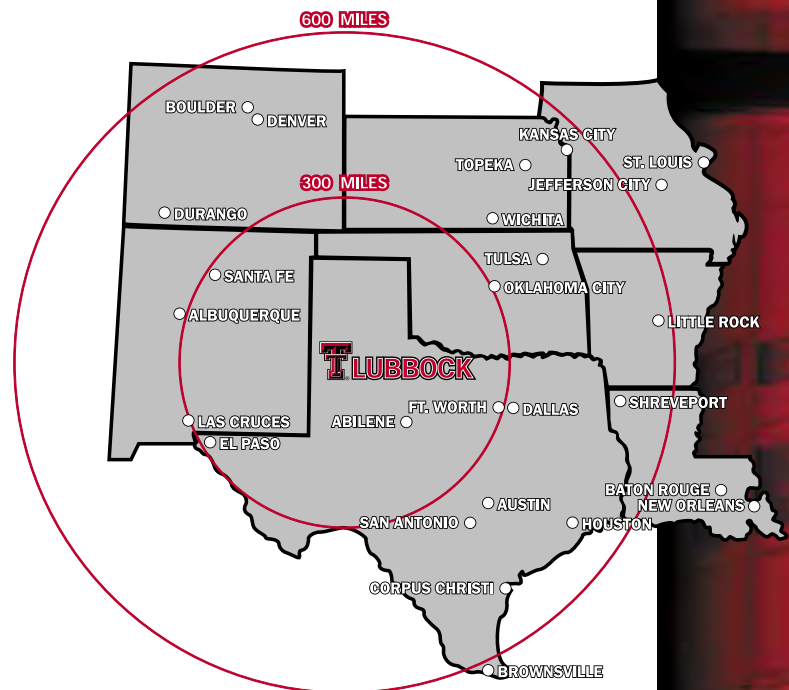 600 MILES
BOULDER
DENVER
KANSAS CITY
TOPEKA
ST. LOUIS
JEFFERSON CITY
300 MILES
DURANGO
WICHITA
TULSA
SANTA FE
OKLAHOMA CITY
ALBUQUERQUE
LITTLE ROCK
T LUBBOCK
SHREVEPORT
FT. WORTH
DALLAS
LAS CRUCES
ABILENE
EL PASO
BATON ROUGE
AUSTIN
NEW ORLEANS
SAN ANTONIO
HOUSTON
CORPUS CHRISTI
BROWNSVILLE